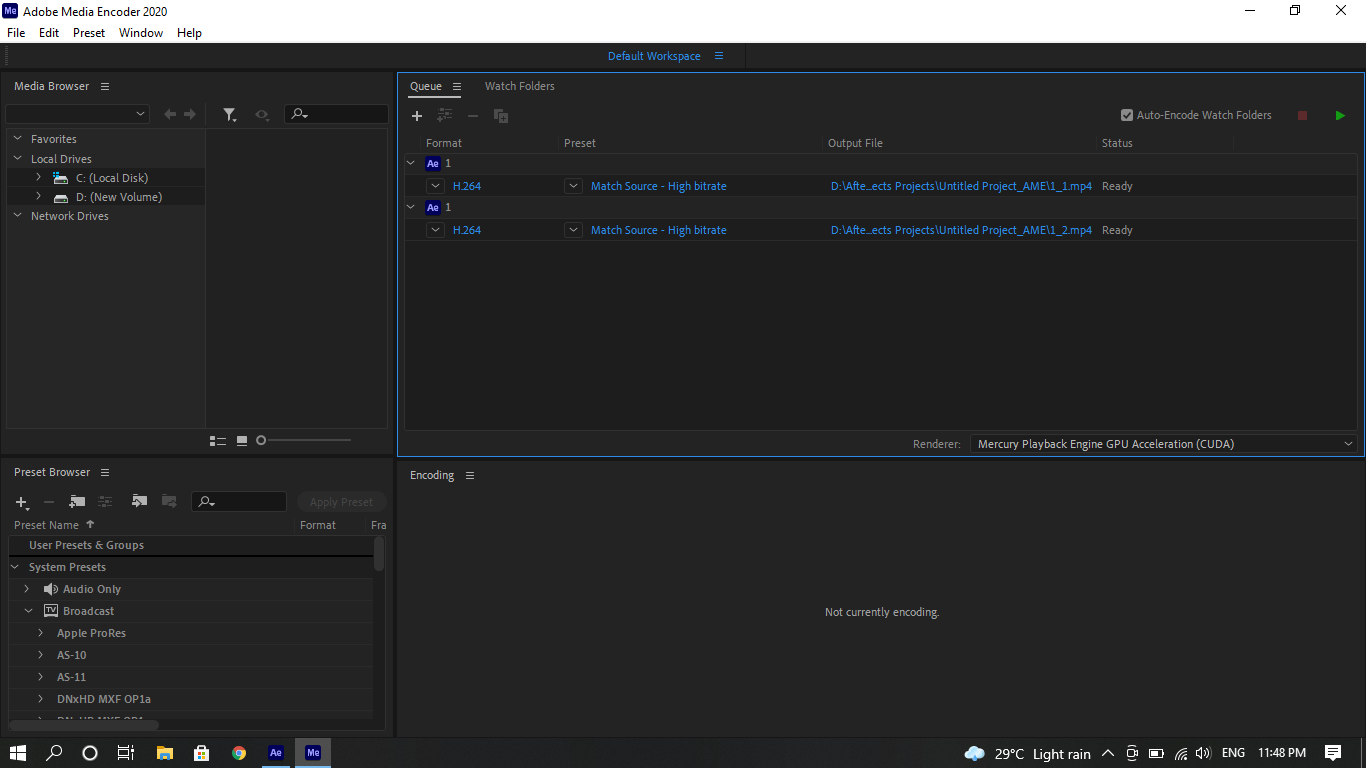 Me Adobe Media Encoder 2020
File Edit Preset Window Help
Default Workspace
Media Browser
Favorites
Local Drives
C: (Local Disk)
D: (New Volume)
Network Drives
Queue Watch Folders
Auto-Encode Watch Folders
Format Preset Output File Status
Ae 1
H.264 Match Source - High bitrate D:\Afte...ects Projects\Untitled Project_AME\1_1.mp4 Ready
Ae 1
H.264 Match Source - High bitrate D:\Afte...ects Projects\Untitled Project_AME\1_2.mp4 Ready
Renderer: Mercury Playback Engine GPU Acceleration (CUDA)
Preset Browser
Apply Preset
Preset Name Format Fra
User Presets & Groups
System Presets
Audio Only
TV Broadcast
Apple ProRes
AS-10
AS-11
DNxHD MXF OP1a
Encoding
Not currently encoding.
Ae Me 29°C Light rain ENG 11:48 PM